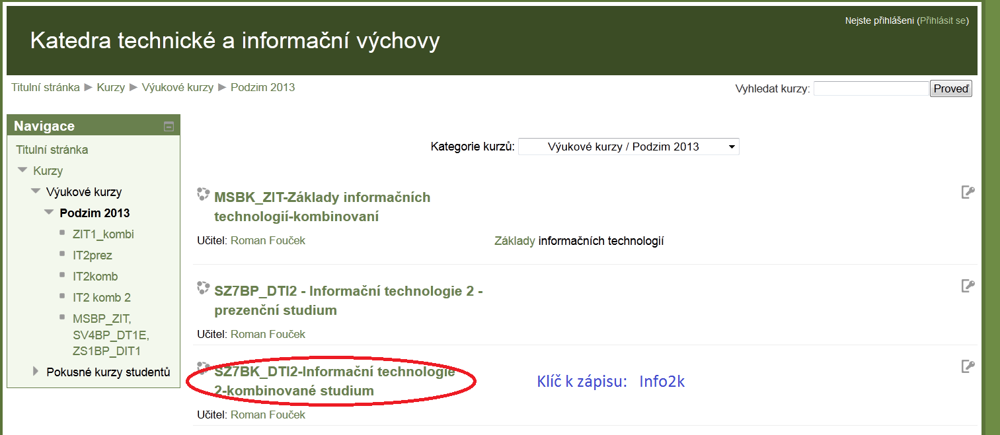 Nejste přihlášeni (Přihlásit se)
Katedra technické a informační výchovy
Titulní stránka ► Kurzy ► Výukové kurzy ► Podzim 2013
Vyhledat kurzy:
Proveď
Navigace
Titulní stránka
Kurzy
Výukové kurzy
Podzim 2013
ZIT1_kombi
IT2prez
IT2komb
IT2 komb 2
MSBP_ZIT,
SV4BP_DT1E,
ZS1BP_DIT1
Pokusné kurzy studentů
Kategorie kurzů: Výukové kurzy / Podzim 2013
MSBK_ZIT-Základy informačních
technologií-kombinovaní
Učitel: Roman Fouček
Základy informačních technologií
SZ7BP_DTI2 - Informační technologie 2 -
prezenční studium
Učitel: Roman Fouček
SZ7BK_DTI2-Informační technologie
2-kombinované studium
Klíč k zápisu: Info2k
Učitel: Roman Fouček